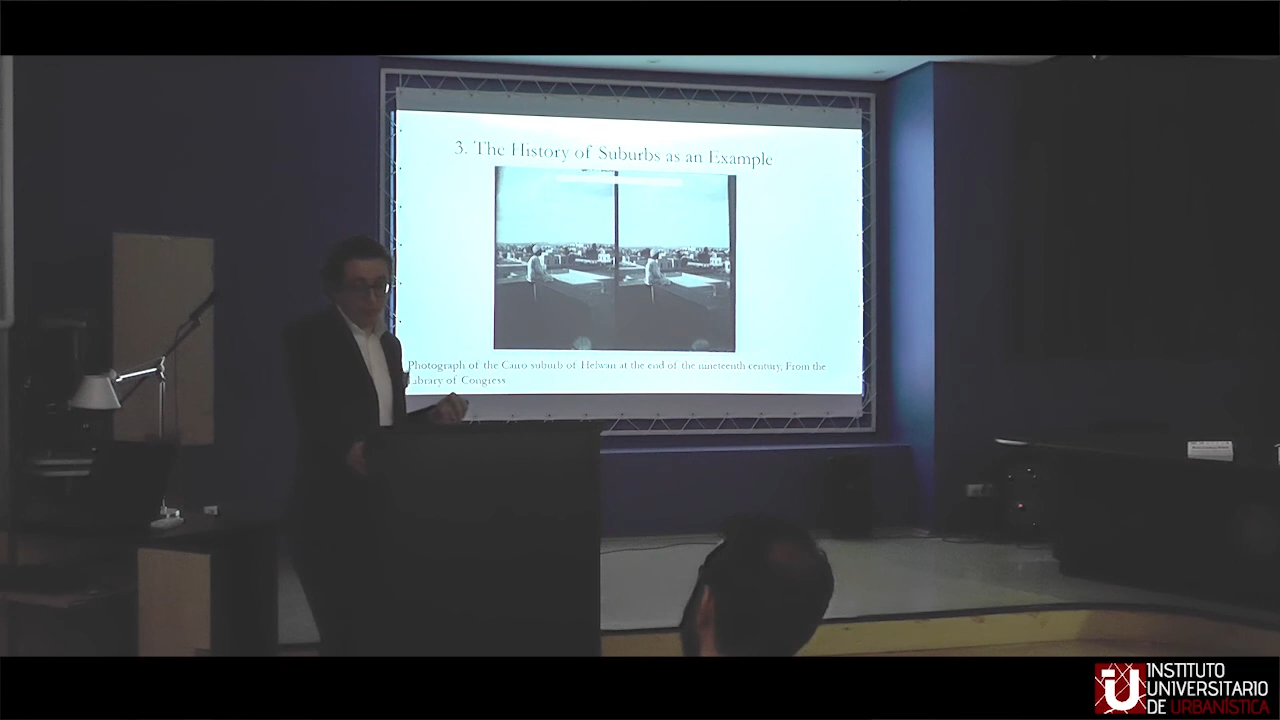 3. The History of Suburbs as an Example
Photograph of the Cairo suburb of Helwan at the end of the nineteenth century, From the
Library of Congress
INSTITUTO
UNIVERSITARIO
DE URBANÍSTICA